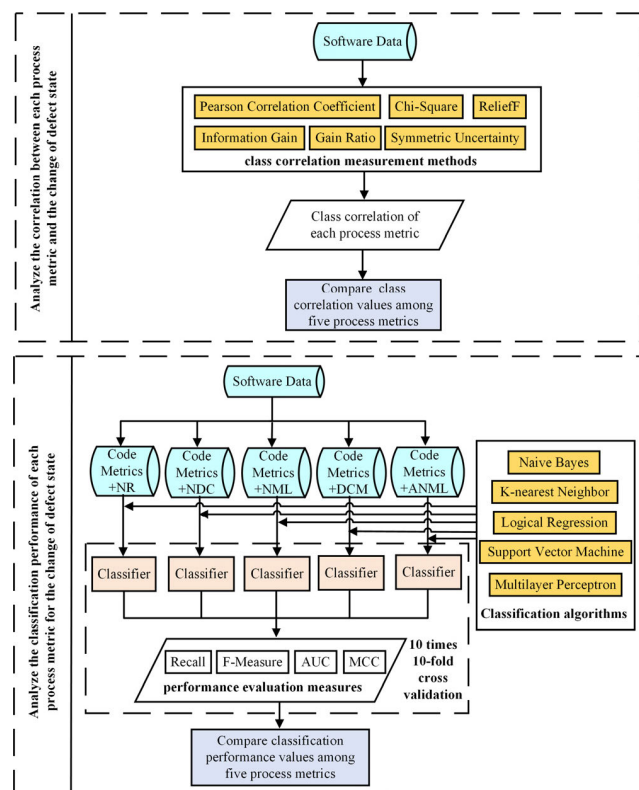 Analyze the correlation between each process
metric and the change of defect state
Software Data
Pearson Correlation Coefficient
Chi-Square
ReliefF
Information Gain
Gain Ratio
Symmetric Uncertainty
class correlation measurement methods
Class correlation of
each process metric
Compare class
correlation values among
five process metrics
Analyze the classification performance of each
process metric for the change of defect state
Software Data
Code
Metrics
+NR
Code
Metrics
+NDC
Code
Metrics
+NML
Code
Metrics
+DCM
Code
Metrics
+ANML
Naive Bayes
K-nearest Neighbor
Logical Regression
Support Vector Machine
Multilayer Perceptron
Classification algorithms
Classifier
Classifier
Classifier
Classifier
Classifier
Recall
F-Measure
AUC
MCC
performance evaluation measures
10 times
10-fold
cross
validation
Compare classification
performance values among
five process metrics